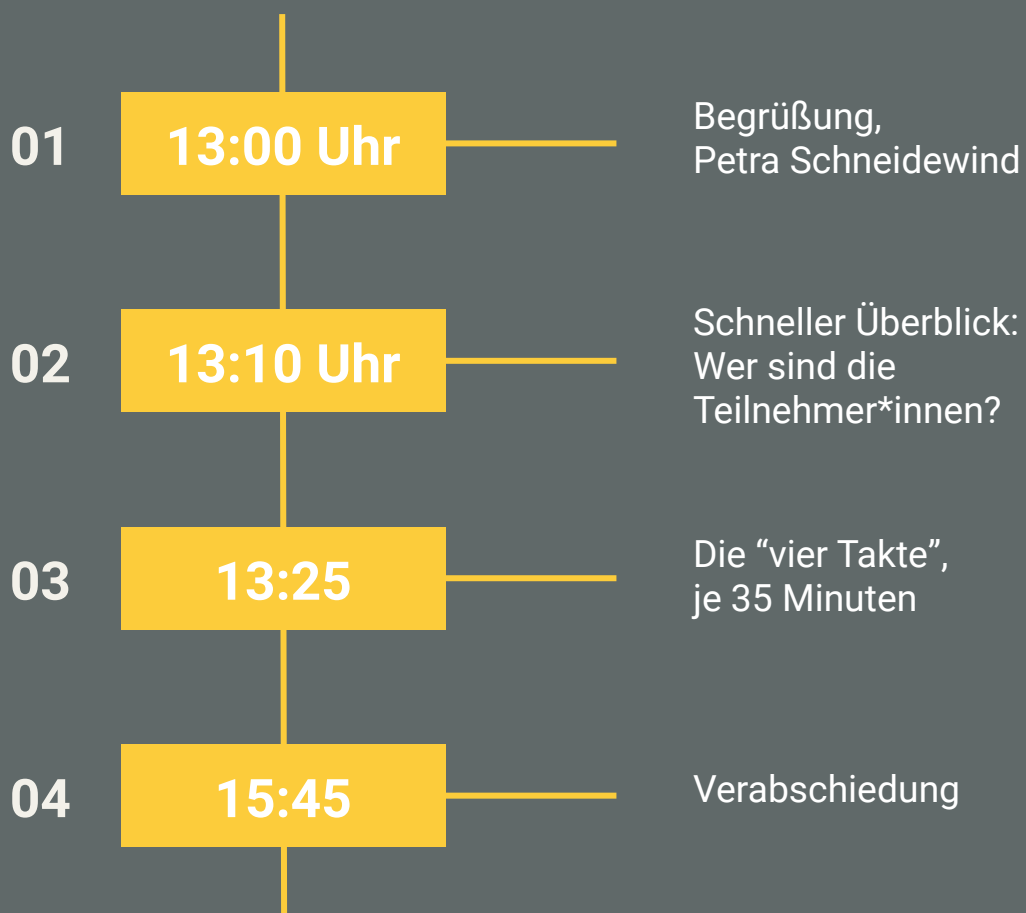 01
13:00 Uhr
Begrüßung,
Petra Schneidewind
02
13:10 Uhr
Schneller Überblick:
Wer sind die
Teilnehmer*innen?
03
13:25
Die “vier Takte”,
je 35 Minuten
04
15:45
Verabschiedung